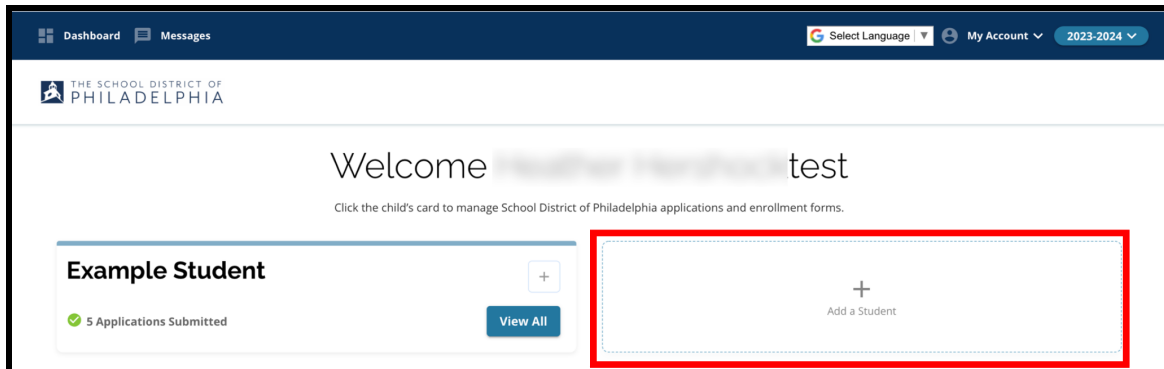 Dashboard Messages Select Language My Account 2023-2024
THE SCHOOL DISTRICT OF
PHILADELPHIA
Welcome test
Click the child's card to manage School District of Philadelphia applications and enrollment forms.
Example Student
+
5 Applications Submitted
View All
+
Add a Student